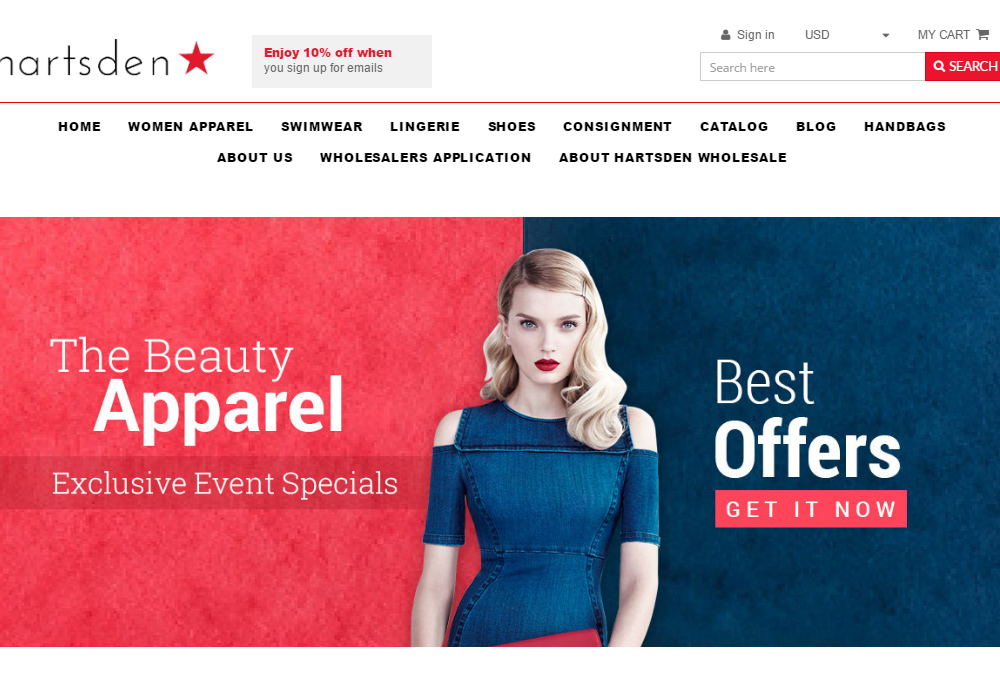 hartsden
Enjoy 10% off when
you sign up for emails
Sign in USD MY CART
Search here SEARCH
HOME WOMEN APPAREL SWIMWEAR LINGERIE SHOES CONSIGNMENT CATALOG BLOG HANDBAGS
ABOUT US WHOLESALERS APPLICATION ABOUT HARTSDEN WHOLESALE
The Beauty
Apparel
Exclusive Event Specials
Best
Offers
GET IT NOW